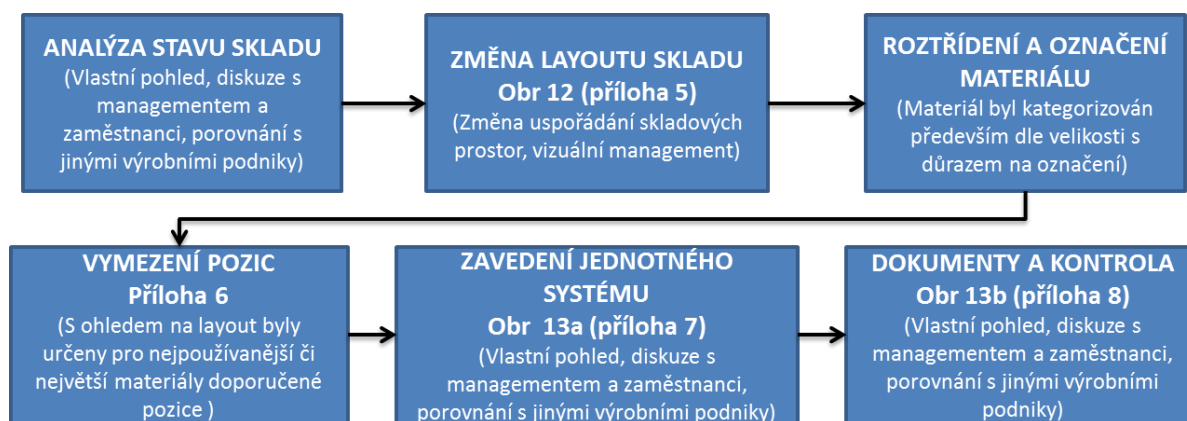 ANALÝZA STAVU SKLADU
(Vlastní pohled, diskuze s
managementem a
zaměstnanci, porovnání s
jinými výrobními podniky)
ZMĚNA LAYOUTU SKLADU
Obr 12 (příloha 5)
(Změna uspořádání skladových
prostor, vizuální management)
ROZTŘÍDENÍ A OZNAČENÍ
MATERIÁLU
(Materiál byl kategorizován
především dle velikosti s
důrazem na označení)
VYMEZENÍ POZIC
Příloha 6
(S ohledem na layout byly
určeny pro nejpoužívanější či
největší materiály doporučené
pozice )
ZAVEDENÍ JEDNOTNÉHO
SYSTÉMU
Obr 13a (příloha 7)
(Vlastní pohled, diskuze s
managementem a zaměstnanci,
porovnání s jinými výrobními podniky)
DOKUMENTY A KONTROLA
Obr 13b (příloha 8)
(Vlastní pohled, diskuze s
managementem a zaměstnanci,
porovnání s jinými výrobními
podniky)